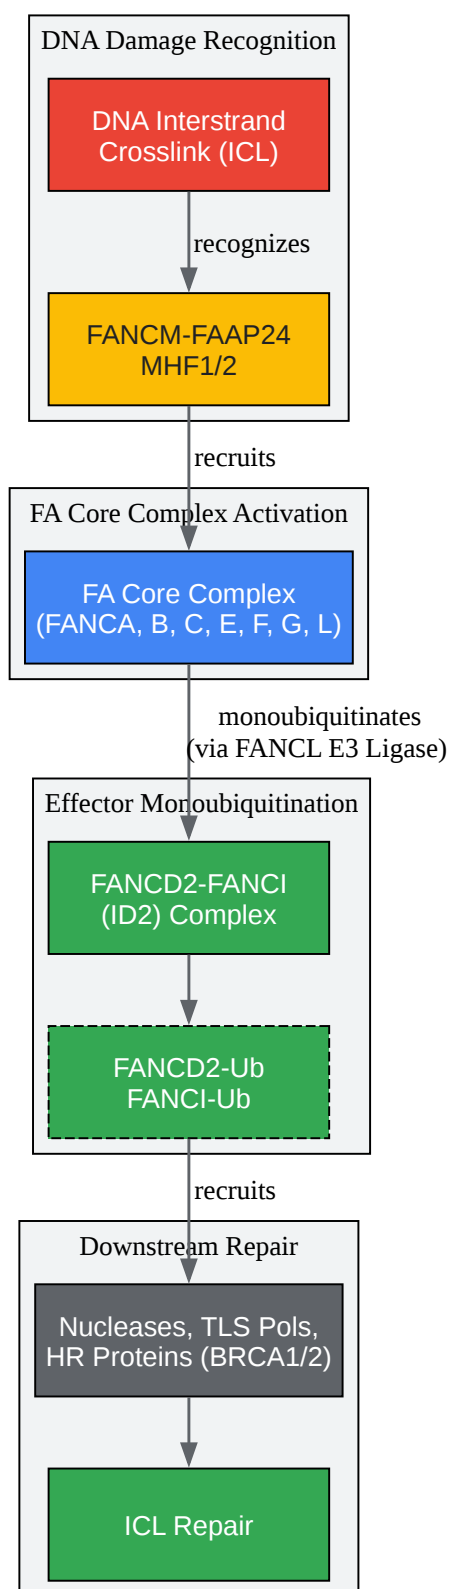 DNA Damage Recognition
DNA Interstrand
Crosslink (ICL)
recognizes
FANCM-FAAP24
MHF1/2
recruits
FA Core Complex Activation
FA Core Complex
(FANCA, B, C, E, F, G, L)
monoubiquitinates
(via FANCL E3 Ligase)
Effector Monoubiquitination
FANCD2-FANCI
(ID2) Complex
FANCD2-Ub
FANCI-Ub
recruits
Downstream Repair
Nucleases, TLS Pols,
HR Proteins (BRCA1/2)
ICL Repair